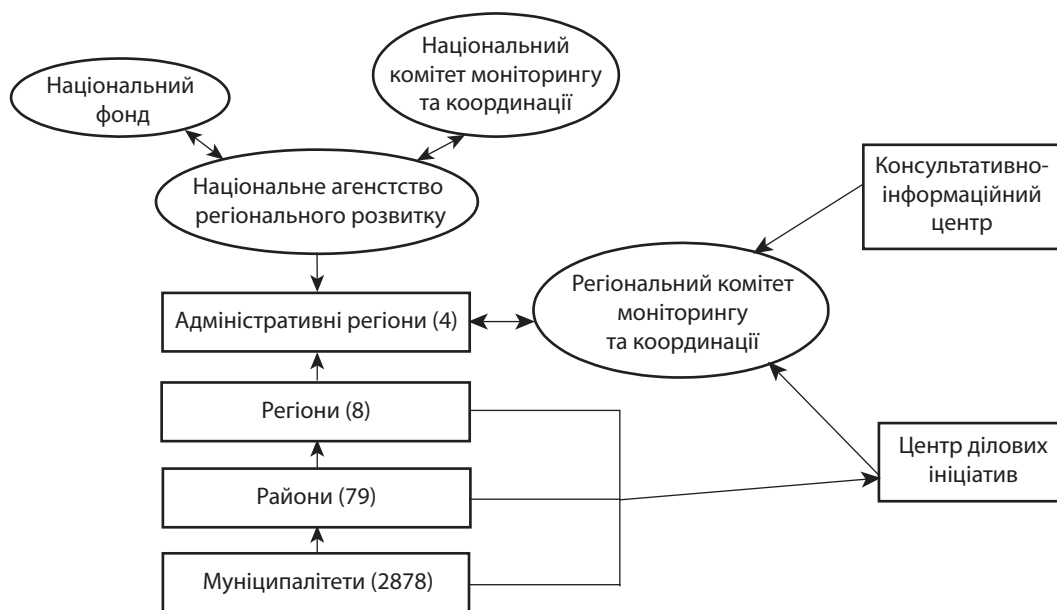 Національний
фонд
Національний
комітет моніторингу
та координації
Національне агенстство
регіонального розвитку
Консультативно-
інформаційний
центр
Адміністративні регіони (4)
Регіональний комітет
моніторингу
та координації
Регіони (8)
Райони (79)
Центр ділових
ініціатив
Муніципалітети (2878)